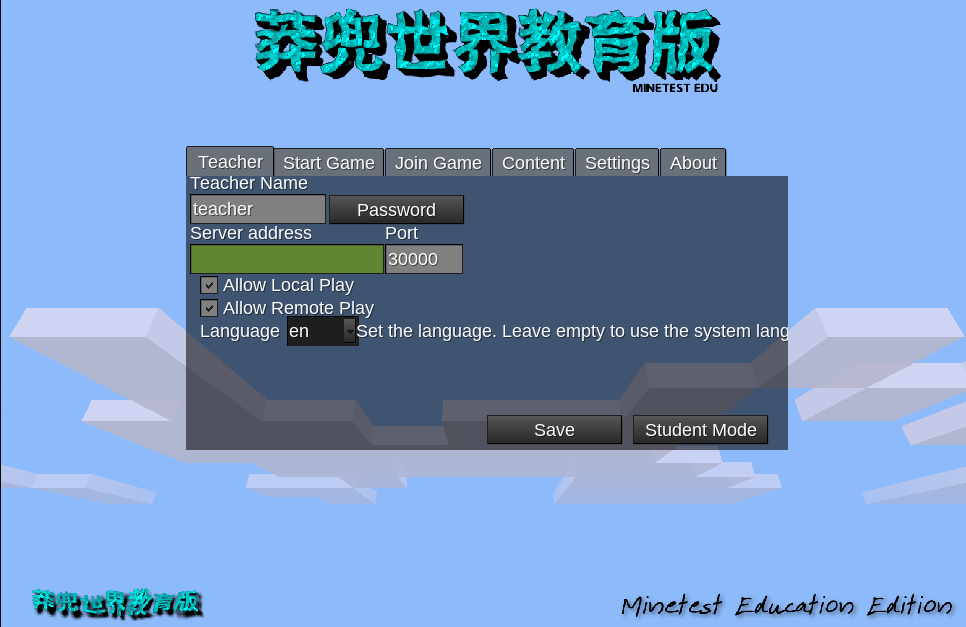 莽兜世界教育版
MINETEST EDU
Teacher Start Game Join Game Content Settings About
Teacher Name
teacher Password
Server address Port
30000
Allow Local Play
Allow Remote Play
Language en Set the language. Leave empty to use the system lang
Save Student Mode
莽兜世界教育版 Minetest Education Edition